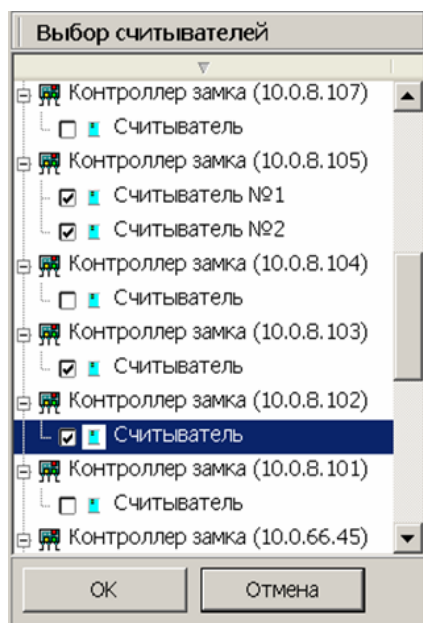 Выбор считывателей
Контроллер замка (10.0.8.107)
Считыватель
Контроллер замка (10.0.8.105)
Считыватель №1
Считыватель №2
Контроллер замка (10.0.8.104)
Считыватель
Контроллер замка (10.0.8.103)
Считыватель
Контроллер замка (10.0.8.102)
Считыватель
Контроллер замка (10.0.8.101)
Считыватель
Контроллер замка (10.0.66.45)
ОК Отмена